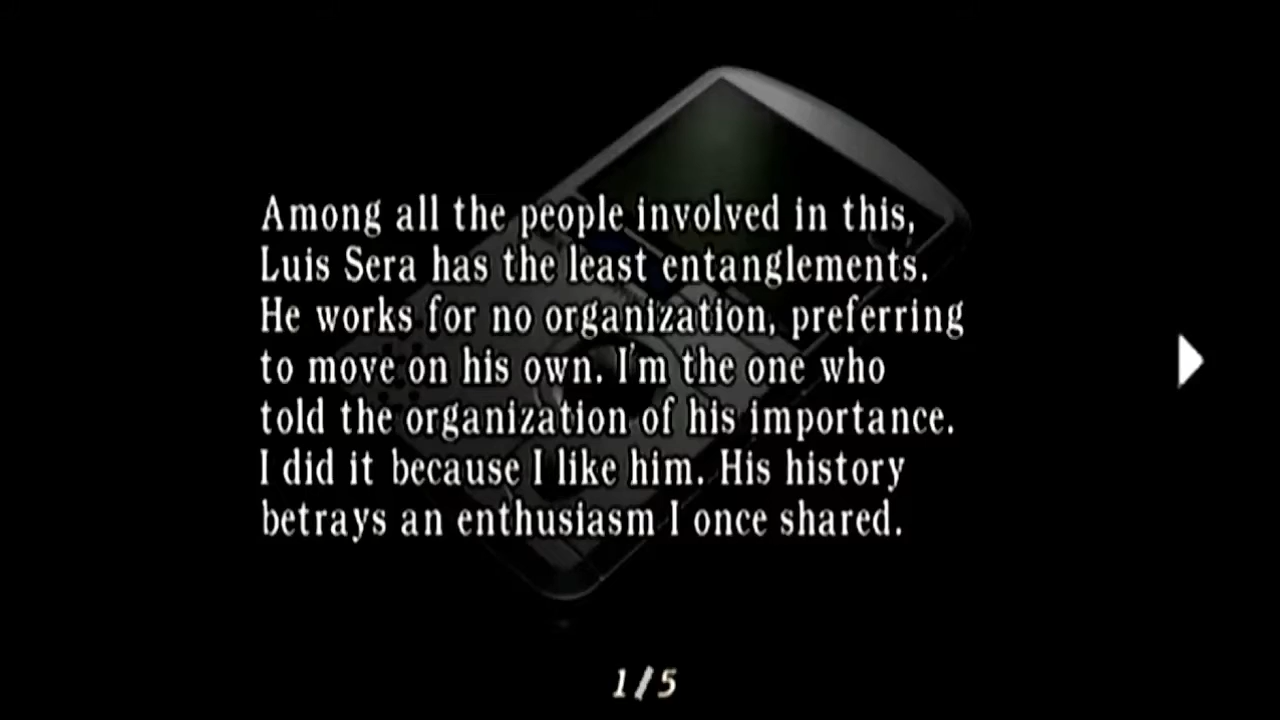 Among all the people involved in this,
Luis Sera has the least entanglements.
He works for no organization, preferring
to move on his own. I'm the one who
told the organization of his importance.
I did it because I like him. His history
betrays an enthusiasm I once shared.
1/5